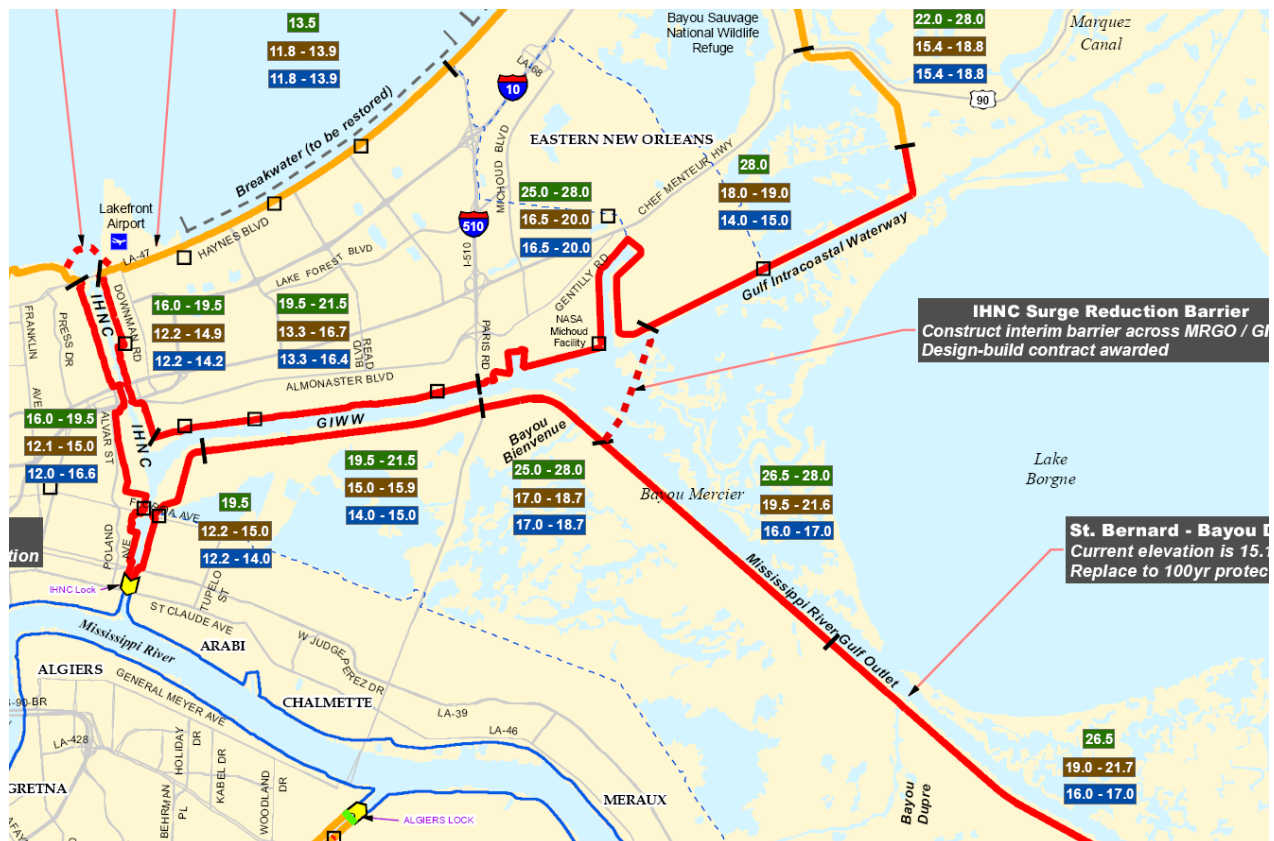 13.5
11.8 - 13.9
11.8 - 13.9
Bayou Sauvage
National Wildlife
Refuge
22.0 - 28.0
15.4 - 18.8
15.4 - 18.8
Marquez
Canal
LA-68
10
90
Breakwater (to be restored)
EASTERN NEW ORLEANS
MICHOUD BLVD
CHEF MENTEUR HWY
28.0
18.0 - 19.0
14.0 - 15.0
25.0 - 28.0
16.5 - 20.0
16.5 - 20.0
Lakefront
Airport
LA-47
HAYNES BLVD
510
I-510
LAKE FOREST BLVD
GENTILLY RD
Gulf Intracoastal Waterway
IHNC
DOWNMAN RD
16.0 - 19.5
12.2 - 14.9
12.2 - 14.2
19.5 - 21.5
13.3 - 16.7
13.3 - 16.4
FRANKLIN
AVE
PRESS DR
READ
BLVD
PARIS RD
NASA
Michoud
Facility
IHNC Surge Reduction Barrier
Construct interim barrier across MRGO / GI
Design-build contract awarded
ALMONASTER BLVD
16.0 - 19.5
12.1 - 15.0
12.0 - 16.6
ALVAR ST
IHNC
GIWW
Bayou
Bienvenue
19.5 - 21.5
15.0 - 15.9
14.0 - 15.0
25.0 - 28.0
17.0 - 18.7
17.0 - 18.7
26.5 - 28.0
19.5 - 21.6
16.0 - 17.0
Bayou Mercier
Lake
Borgne
19.5
12.2 - 15.0
12.2 - 14.0
POLAND
AVE
tion
St. Bernard - Bayou D
Current elevation is 15.1
Replace to 100yr protec
IHNC Lock
TUPELO
ST
ST CLAUDE AVE
Mississippi River
ARABI
W JUDGE PEREZ DR
Mississippi River Gulf Outlet
ALGIERS
GENERAL MEYER AVE
CHALMETTE
-90-BR
LA-428
HOLIDAY
DR
KABEL DR
WOODLAND
DR
BEHRMAN
PL
LA-39
LA-46
GRETNA
MERAUX
ALGIERS LOCK
Bayou
Dupre
26.5
19.0 - 21.7
16.0 - 17.0